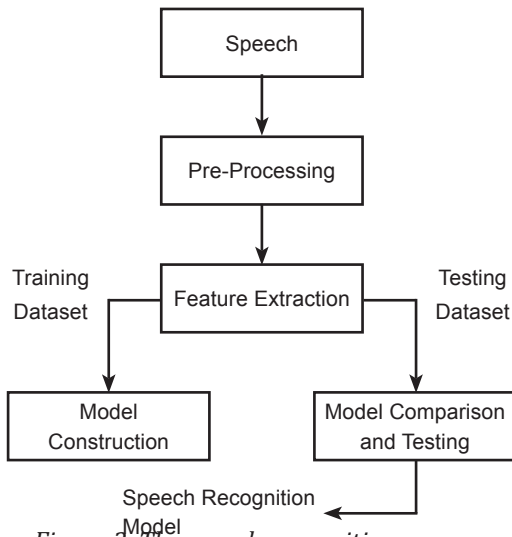 Speech
Pre-Processing
Training
Dataset
Feature Extraction
Testing
Dataset
Model
Construction
Model Comparison
and Testing
Speech Recognition
Model